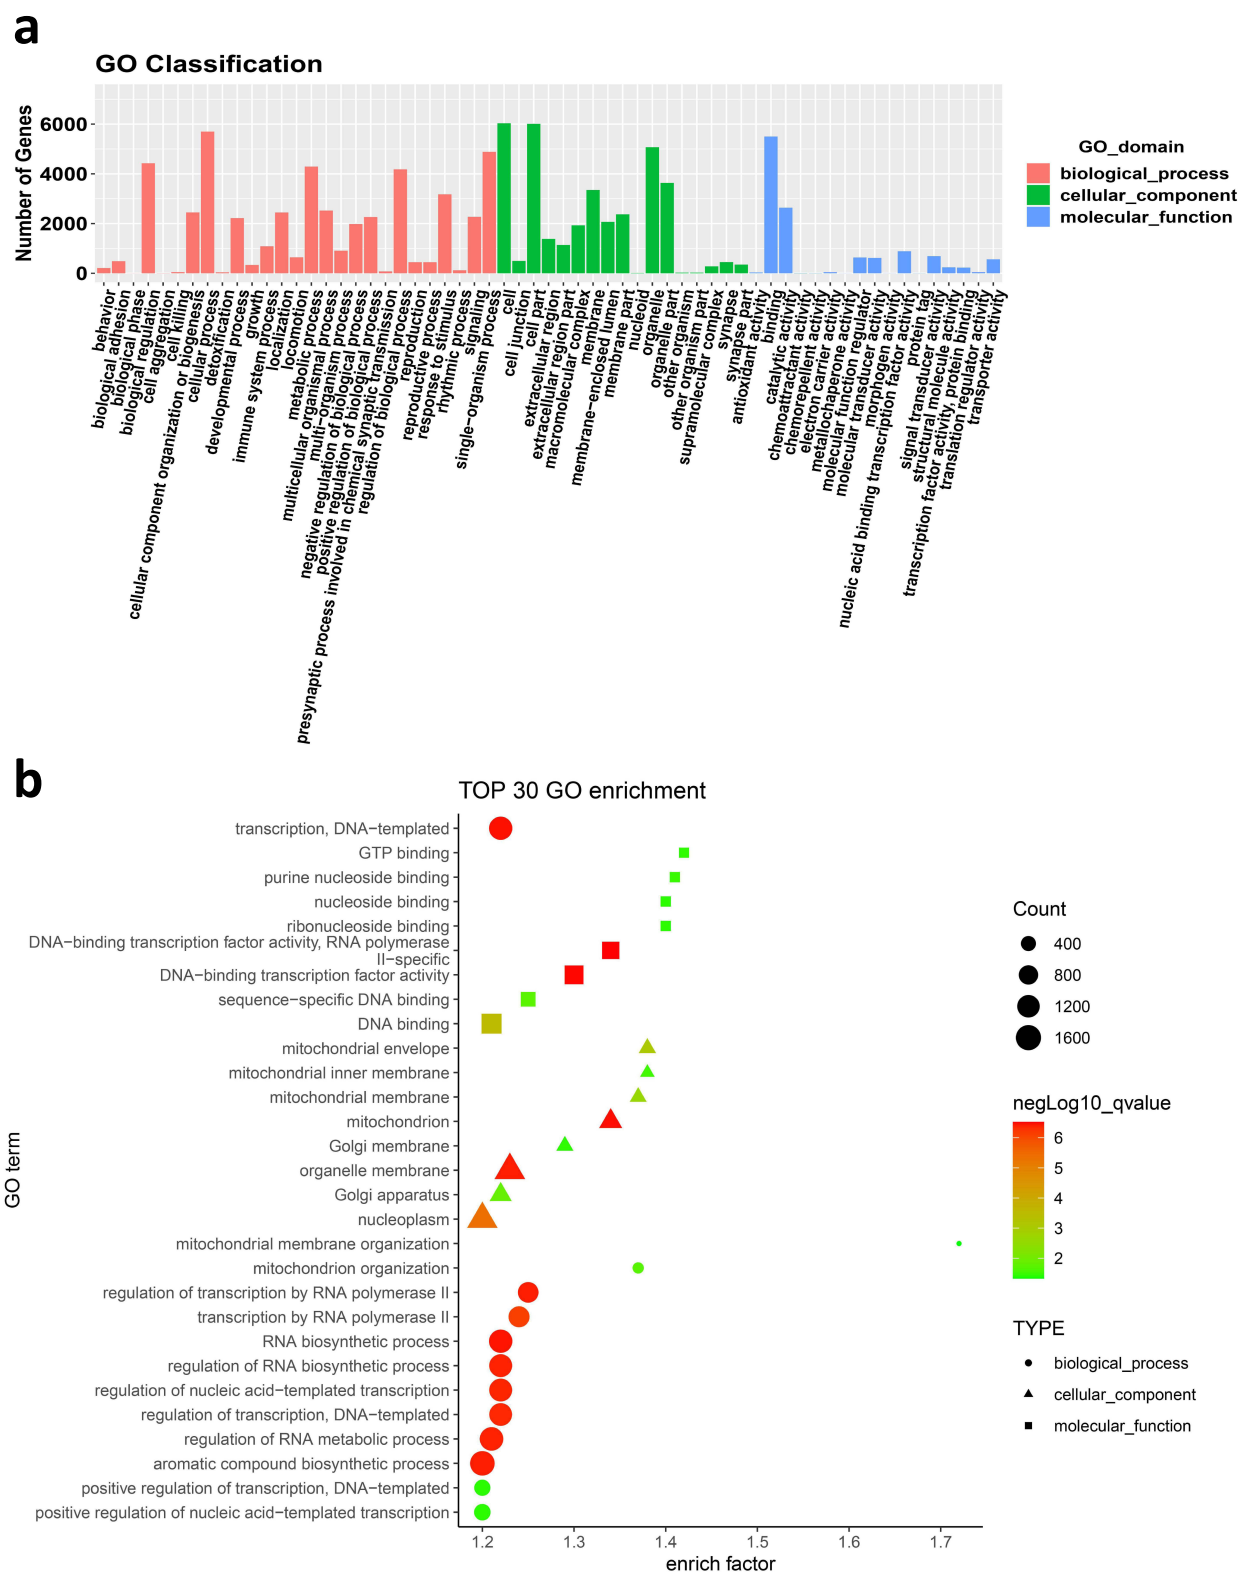 a
GO Classification
Number of Genes
6000
4000
2000
0
GO_domain
biological_process
cellular_component
molecular_function
behavior
biological adhesion
biological phase
biological regulation
cell aggregation
cell killing
cellular component organization or biogenesis
cellular process
detoxification
developmental process
growth
immune system process
localization
locomotion
metabolic process
multicellular organismal process
multi−organism process
negative regulation of biological process
positive regulation of biological process
presynaptic process involved in chemical synaptic transmission
regulation of biological process
reproduction
reproductive process
response to stimulus
rhythmic process
signaling
single−organism process
cell
cell junction
cell part
extracellular region
extracellular region part
macromolecular complex
membrane
membrane−enclosed lumen
membrane part
nucleoid
organelle
organelle part
other organism
other organism part
supramolecular complex
synapse
synapse part
antioxidant activity
binding
catalytic activity
chemoattractant activity
chemorepellent activity
electron carrier activity
metallochaperone activity
molecular function regulator
molecular transducer activity
morphogen activity
nucleic acid binding transcription factor activity
protein tag
signal transducer activity
structural molecule activity
transcription factor activity, protein binding
translation regulator activity
transporter activity
b
TOP 30 GO enrichment
GO term
transcription, DNA−templated
GTP binding
purine nucleoside binding
nucleoside binding
ribonucleoside binding
DNA−binding transcription factor activity, RNA polymerase
II−specific
DNA−binding transcription factor activity
sequence−specific DNA binding
DNA binding
mitochondrial envelope
mitochondrial inner membrane
mitochondrial membrane
mitochondrion
Golgi membrane
organelle membrane
Golgi apparatus
nucleoplasm
mitochondrial membrane organization
mitochondrion organization
regulation of transcription by RNA polymerase II
transcription by RNA polymerase II
RNA biosynthetic process
regulation of RNA biosynthetic process
regulation of nucleic acid−templated transcription
regulation of transcription, DNA−templated
regulation of RNA metabolic process
aromatic compound biosynthetic process
positive regulation of transcription, DNA−templated
positive regulation of nucleic acid−templated transcription
1.2
1.3
1.4
1.5
1.6
1.7
enrich factor
Count
400
800
1200
1600
negLog10_qvalue
6
5
4
3
2
TYPE
biological_process
cellular_component
molecular_function